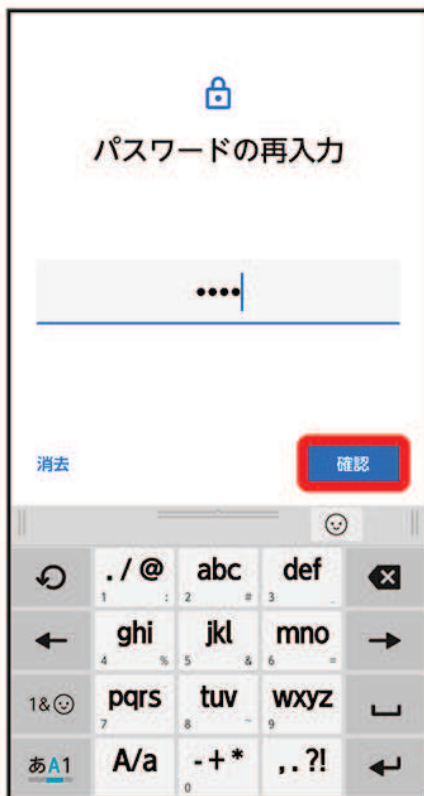 パスワードの再入力
••••
消去
確認
./@ abc def
1 : 2 # 3 _
ghi jkl mno
4 % 5 & 6 =
1&☺ pqrs tuv wxyz
7 8 ~ 9
あA1 A/a -+* ,.?!
0